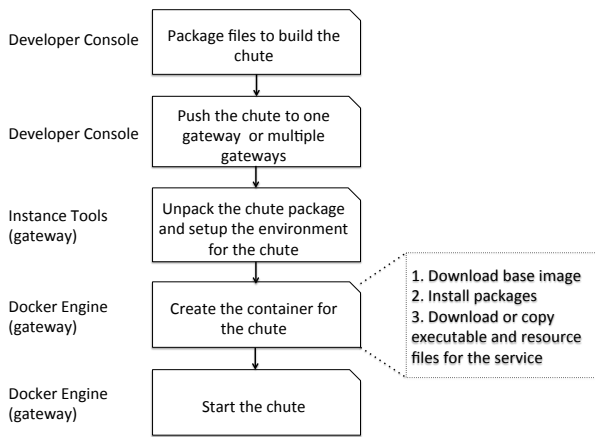 Developer Console
Package files to build the
chute
Developer Console
Push the chute to one
gateway or multiple
gateways
Instance Tools
(gateway)
Unpack the chute package
and setup the environment
for the chute
Docker Engine
(gateway)
Create the container for
the chute
1. Download base image
2. Install packages
3. Download or copy
executable and resource
files for the service
Docker Engine
(gateway)
Start the chute